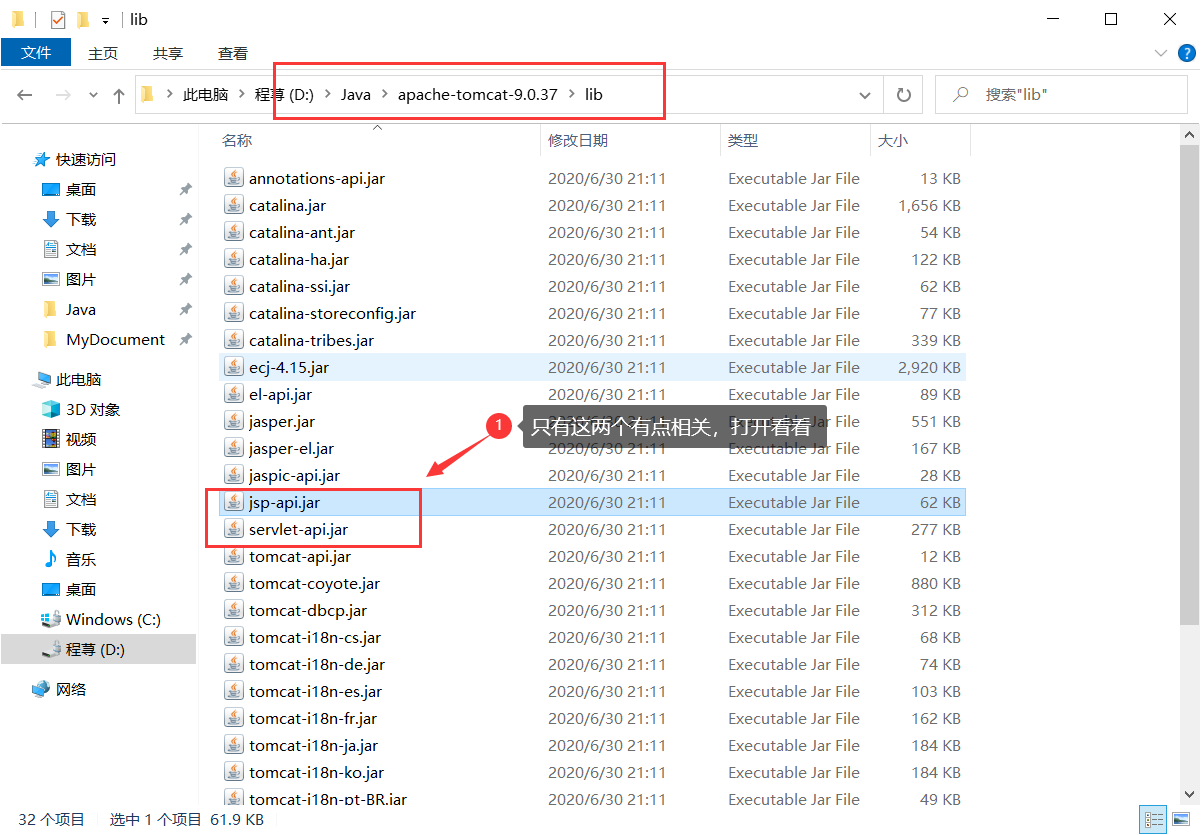 lib
文件 主页 共享 查看
此电脑 程荨 (D:) Java apache-tomcat-9.0.37 lib 搜索"lib"
名称 修改日期 类型 大小
快速访问
桌面
下载
文档
图片
Java
MyDocument
此电脑
3D 对象
视频
图片
文档
下载
音乐
桌面
Windows (C:)
程荨 (D:)
网络
annotations-api.jar 2020/6/30 21:11 Executable Jar File 13 KB
catalina.jar 2020/6/30 21:11 Executable Jar File 1,656 KB
catalina-ant.jar 2020/6/30 21:11 Executable Jar File 54 KB
catalina-ha.jar 2020/6/30 21:11 Executable Jar File 122 KB
catalina-ssi.jar 2020/6/30 21:11 Executable Jar File 62 KB
catalina-storeconfig.jar 2020/6/30 21:11 Executable Jar File 77 KB
catalina-tribes.jar 2020/6/30 21:11 Executable Jar File 339 KB
ecj-4.15.jar 2020/6/30 21:11 Executable Jar File 2,920 KB
el-api.jar 2020/6/30 21:11 Executable Jar File 89 KB
jasper.jar 2020/6/30 21:11 Executable Jar File 551 KB
1 只有这两个有点相关，打开看看
jasper-el.jar 2020/6/30 21:11 Executable Jar File 167 KB
jaspic-api.jar 2020/6/30 21:11 Executable Jar File 28 KB
jsp-api.jar 2020/6/30 21:11 Executable Jar File 62 KB
servlet-api.jar 2020/6/30 21:11 Executable Jar File 277 KB
tomcat-api.jar 2020/6/30 21:11 Executable Jar File 12 KB
tomcat-coyote.jar 2020/6/30 21:11 Executable Jar File 880 KB
tomcat-dbcp.jar 2020/6/30 21:11 Executable Jar File 312 KB
tomcat-i18n-cs.jar 2020/6/30 21:11 Executable Jar File 68 KB
tomcat-i18n-de.jar 2020/6/30 21:11 Executable Jar File 74 KB
tomcat-i18n-es.jar 2020/6/30 21:11 Executable Jar File 103 KB
tomcat-i18n-fr.jar 2020/6/30 21:11 Executable Jar File 162 KB
tomcat-i18n-ja.jar 2020/6/30 21:11 Executable Jar File 184 KB
tomcat-i18n-ko.jar 2020/6/30 21:11 Executable Jar File 184 KB
tomcat-i18n-pt-BR.jar 2020/6/30 21:11 Executable Jar File 49 KB
32 个项目 选中 1 个项目 61.9 KB